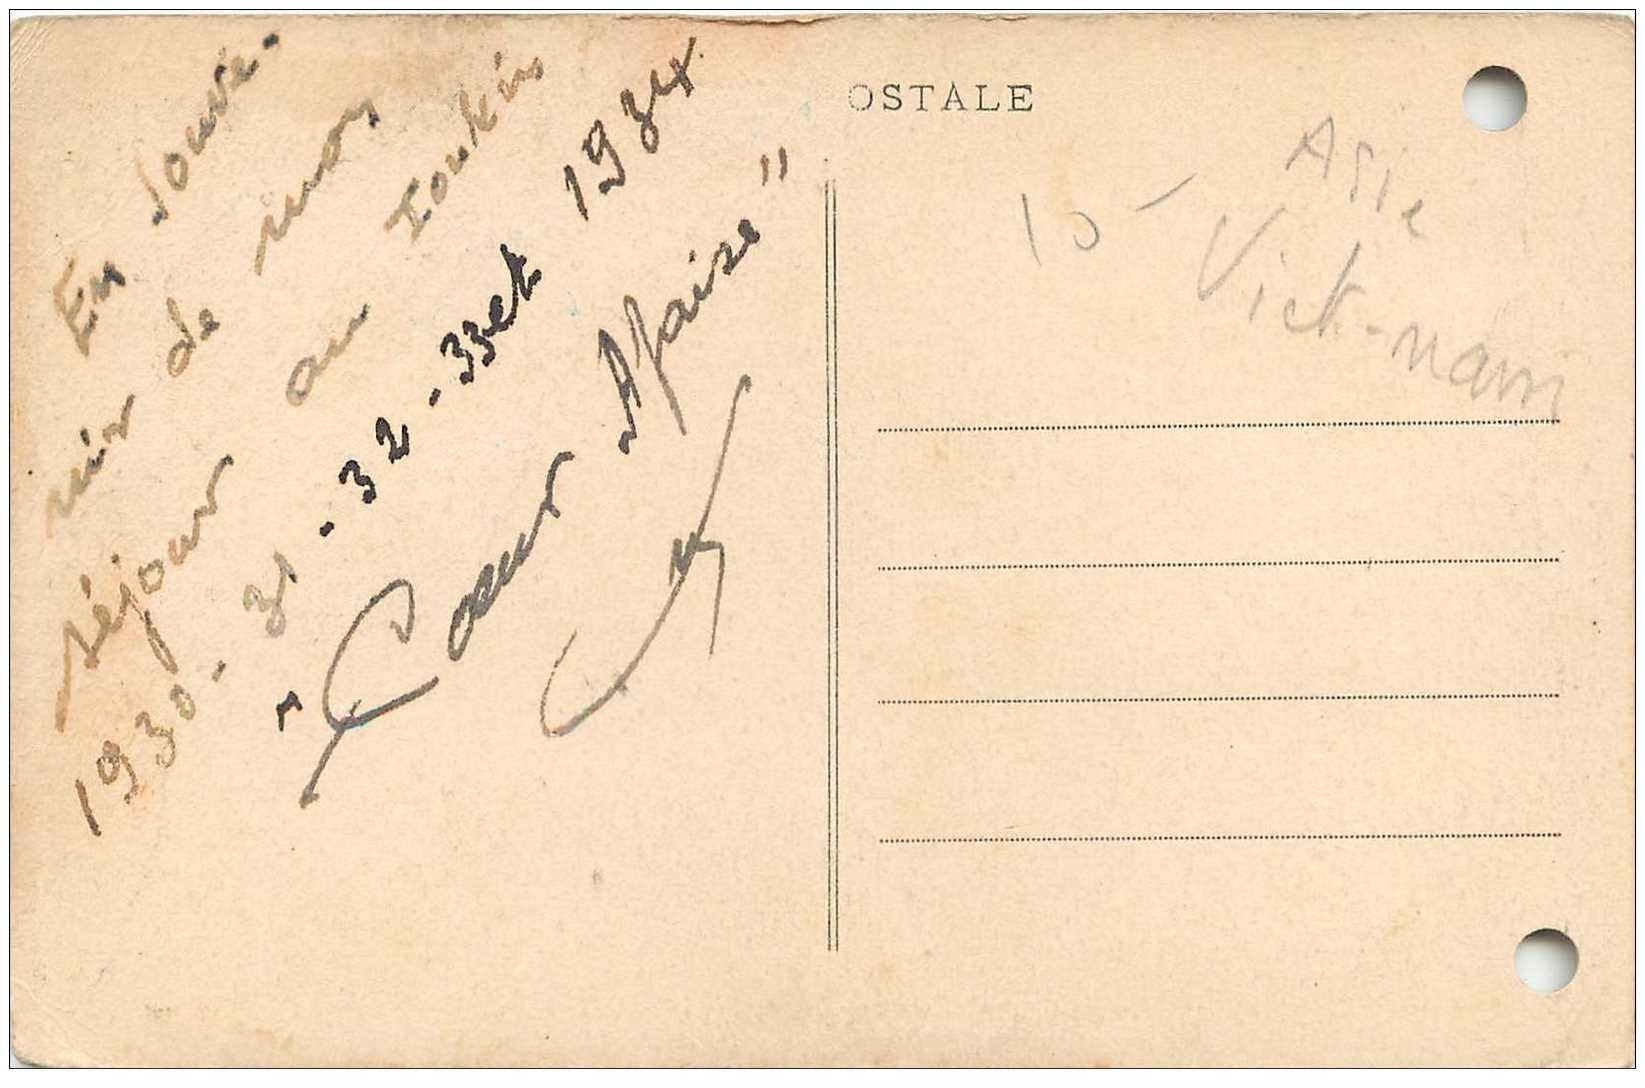 En Souve-
nir de mon
séjour au Tonkin
1930 - 31 - 32 - 33 et 1934
"Coeur
OSTALE
10 -
Asie
Viet-nam